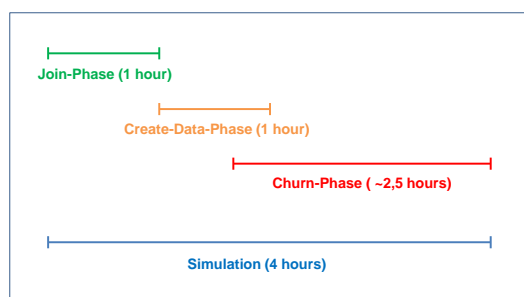 Join-Phase (1 hour)
Create-Data-Phase (1 hour)
Churn-Phase ( ~2,5 hours)
Simulation (4 hours)